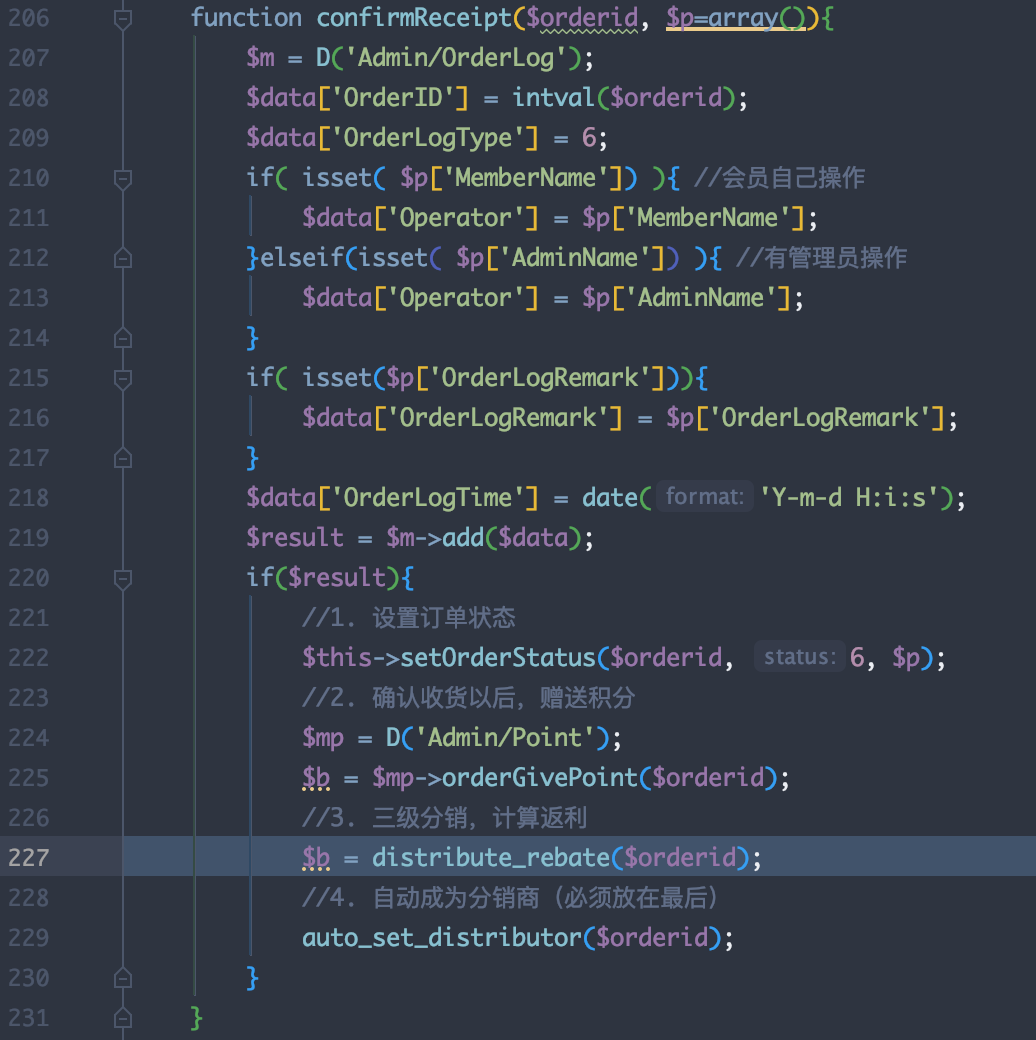 206 function confirmReceipt($orderid, $p=array()){
207 $m = D('Admin/OrderLog');
208 $data['OrderID'] = intval($orderid);
209 $data['OrderLogType'] = 6;
210 if( isset( $p['MemberName']) ){ //会员自己操作
211 $data['Operator'] = $p['MemberName'];
212 }elseif(isset( $p['AdminName']) ){ //有管理员操作
213 $data['Operator'] = $p['AdminName'];
214 }
215 if( isset($p['OrderLogRemark'])){
216 $data['OrderLogRemark'] = $p['OrderLogRemark'];
217 }
218 $data['OrderLogTime'] = date( format: 'Y-m-d H:i:s');
219 $result = $m->add($data);
220 if($result){
221 //1. 设置订单状态
222 $this->setOrderStatus($orderid, status: 6, $p);
223 //2. 确认收货以后，赠送积分
224 $mp = D('Admin/Point');
225 $b = $mp->orderGivePoint($orderid);
226 //3. 三级分销，计算返利
227 $b = distribute_rebate($orderid);
228 //4. 自动成为分销商（必须放在最后）
229 auto_set_distributor($orderid);
230 }
231 }